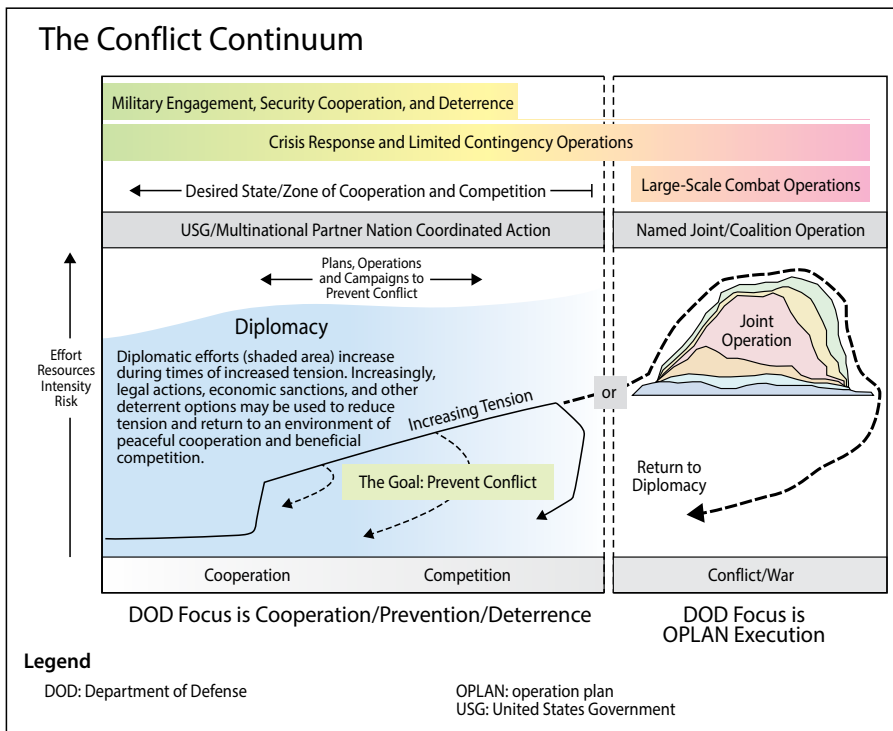 The Conflict Continuum
Military Engagement, Security Cooperation, and Deterrence
Crisis Response and Limited Contingency Operations
Desired State/Zone of Cooperation and Competition
Large-Scale Combat Operations
USG/Multinational Partner Nation Coordinated Action
Named Joint/Coalition Operation
Plans, Operations
and Campaigns to
Prevent Conflict
Effort
Resources
Intensity
Risk
Diplomacy
Diplomatic efforts (shaded area) increase
during times of increased tension. Increasingly,
legal actions, economic sanctions, and other
deterrent options may be used to reduce
tension and return to an environment of
peaceful cooperation and beneficial
competition.
Increasing Tension
The Goal: Prevent Conflict
or
Joint
Operation
Return to
Diplomacy
Cooperation
Competition
Conflict/War
DOD Focus is Cooperation/Prevention/Deterrence
DOD Focus is
OPLAN Execution
Legend
DOD: Department of Defense
OPLAN: operation plan
USG: United States Government